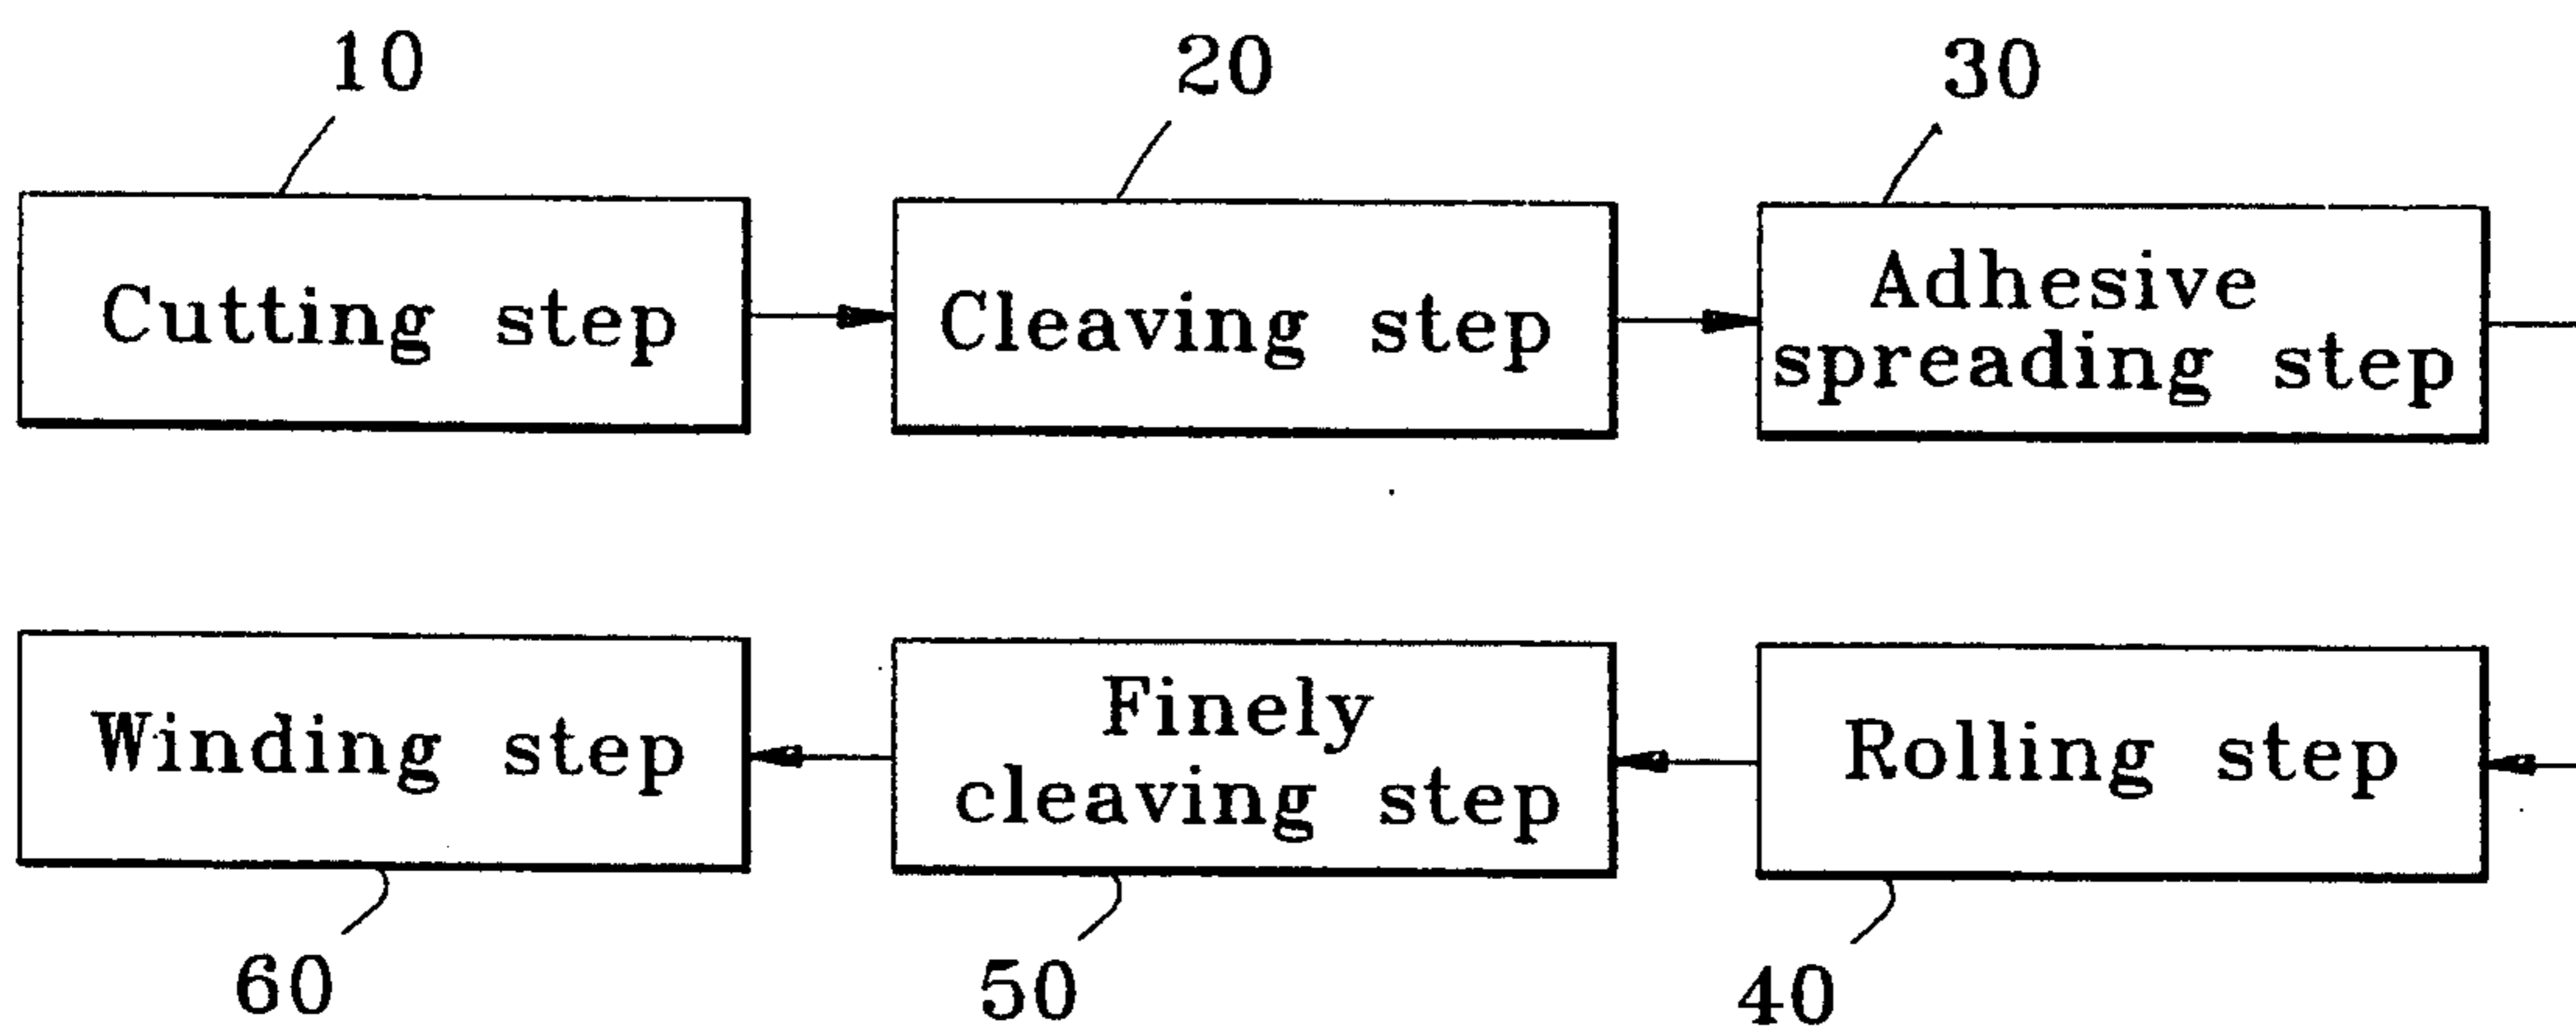 10
20
30
Cutting step
Cleaving step
Adhesive
spreading step
Winding step
Finely
cleaving step
Rolling step
60
50
40